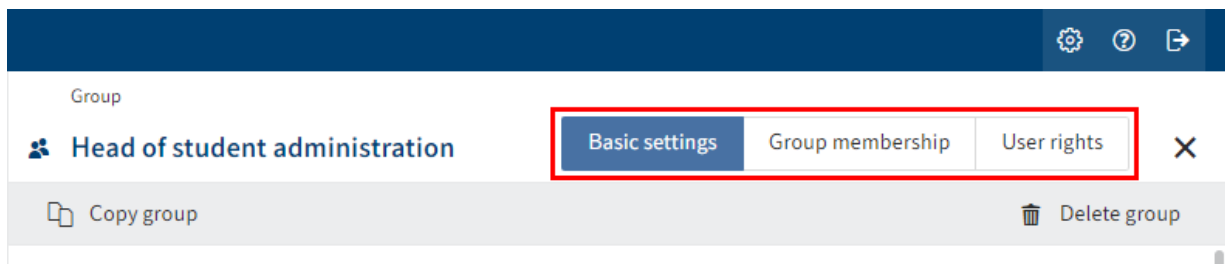 Group
Head of student administration
Basic settings
Group membership
User rights
Copy group
Delete group